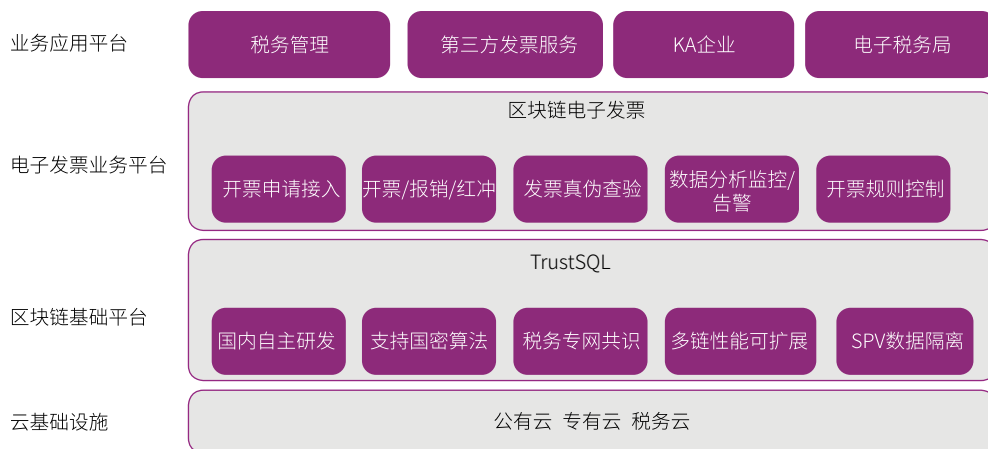 业务应用平台
税务管理
第三方发票服务
KA企业
电子税务局
区块链电子发票
电子发票业务平台
开票申请接入
开票/报销/红冲
发票真伪查验
数据分析监控/
告警
开票规则控制
TrustSQL
区块链基础平台
国内自主研发
支持国密算法
税务专网共识
多链性能可扩展
SPV数据隔离
云基础设施
公有云 专有云 税务云